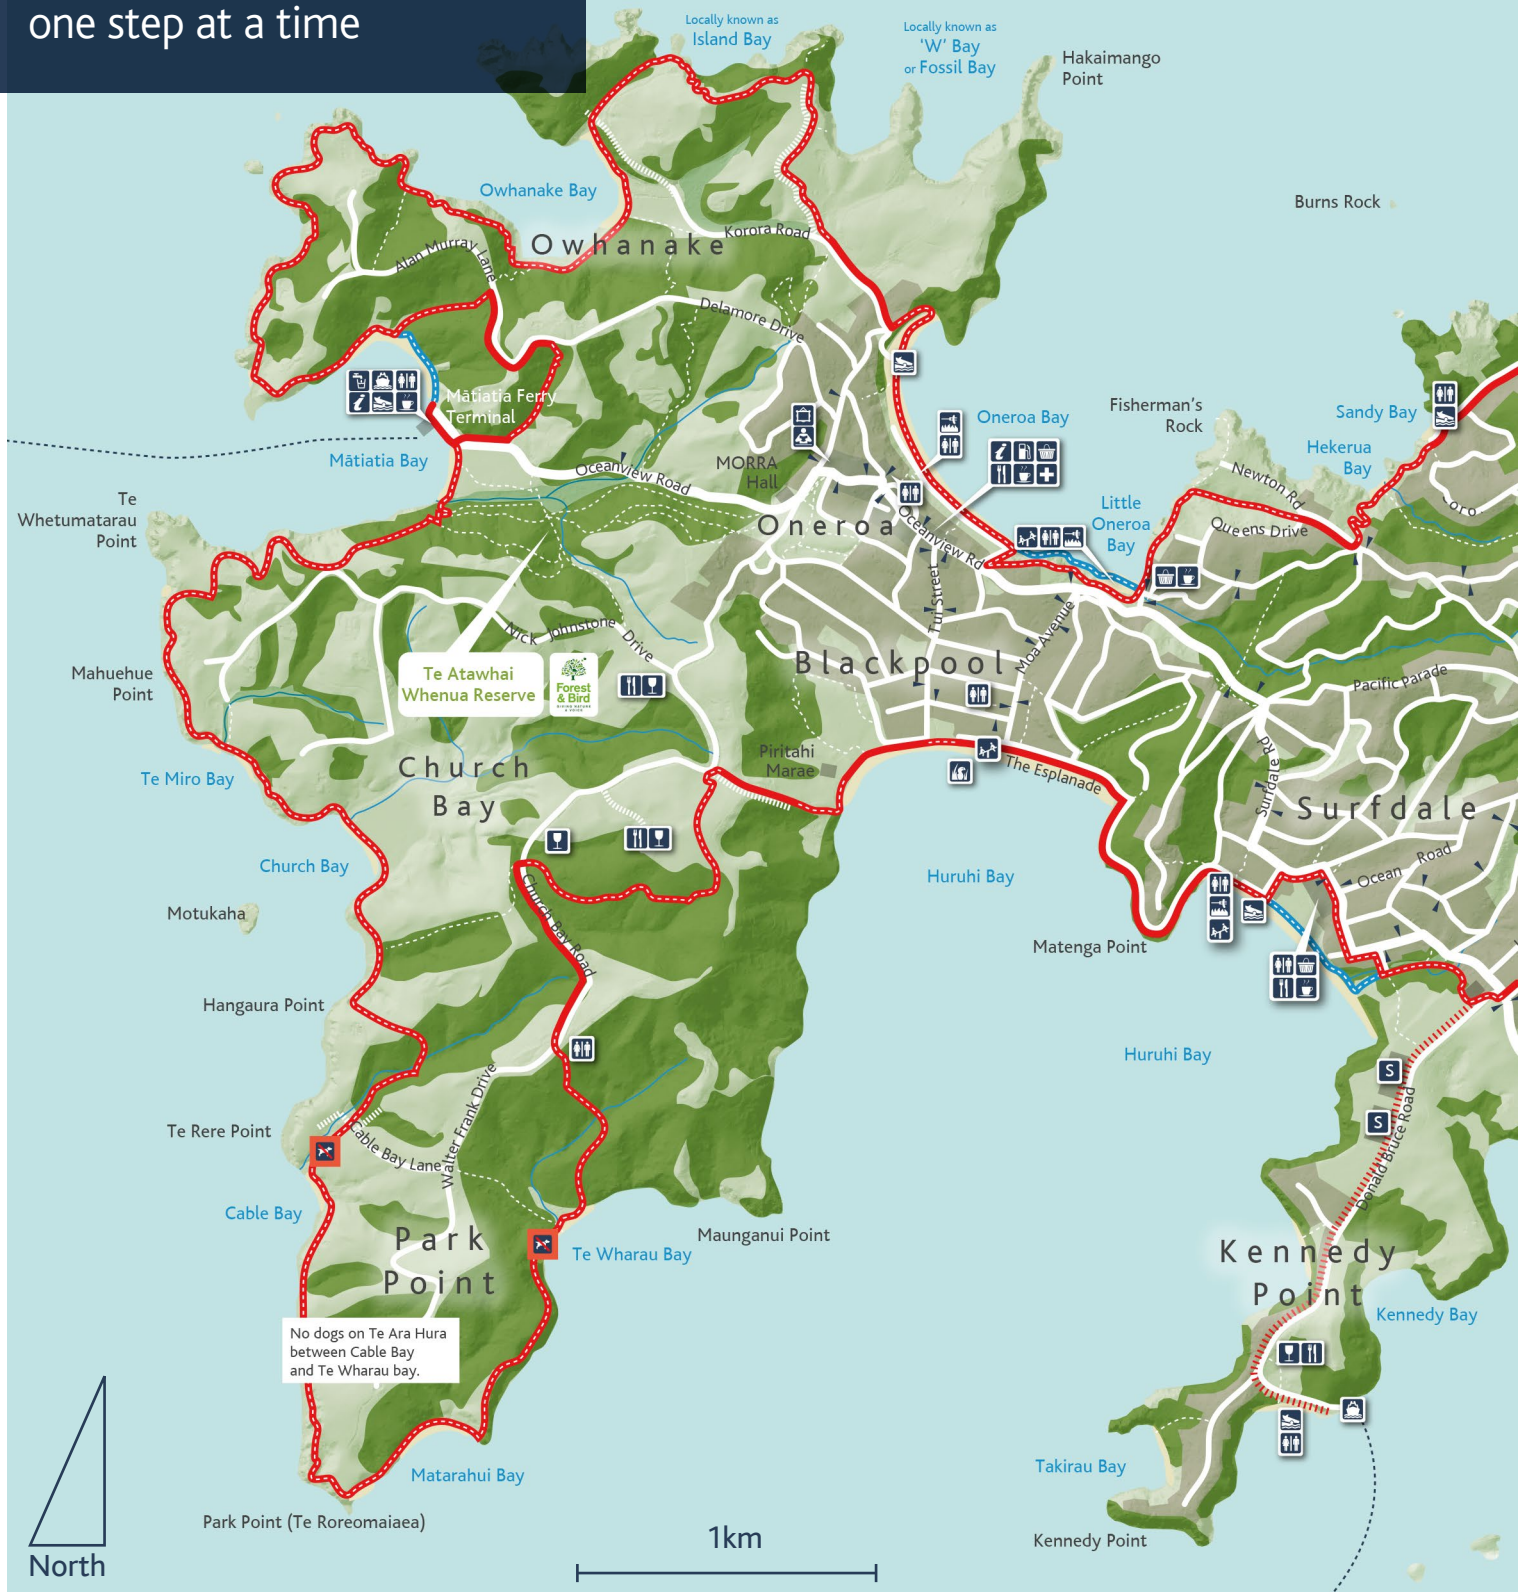 one step at a time
Locally known as
Island Bay
Locally known as
'W' Bay
or Fossil Bay
Hakaimango
Point
Owhanake Bay
Burns Rock
Owhanake
Korora Road
Alan Murray Lane
Delamore Drive
Mātiatia Ferry
Terminal
Mātiatia Bay
Oneroa Bay
Fisherman's
Rock
Sandy Bay
Hekerua
Bay
MORRA
Hall
Oceanview Road
Newton Rd
Queens Drive
Coro
Little
Oneroa
Bay
Te
Whetumatarau
Point
Oneroa
Oceanview Rd
Tui Street
Moa Avenue
Nick Johnstone Drive
Blackpool
Te Atawhai
Whenua Reserve
Forest
& Bird
GIVING NATURE
A VOICE
Mahuehue
Point
Pacific Parade
Te Miro Bay
Church
Bay
Piritahi
Marae
The Esplanade
Surfdale Rd
Surfdale
Ocean Road
Church Bay
Huruhi Bay
Motukaha
Church Bay Road
Matenga Point
Hangaura Point
Huruhi Bay
S
S
Donald Bruce Road
Te Rere Point
Cable Bay Lane
Walter Frank Drive
Cable Bay
Park
Point
Te Wharau Bay
Maunganui Point
Kennedy
Point
Kennedy Bay
No dogs on Te Ara Hura
between Cable Bay
and Te Wharau bay.
Matarahui Bay
Takirau Bay
Park Point (Te Roreomaiaea)
Kennedy Point
North
1km